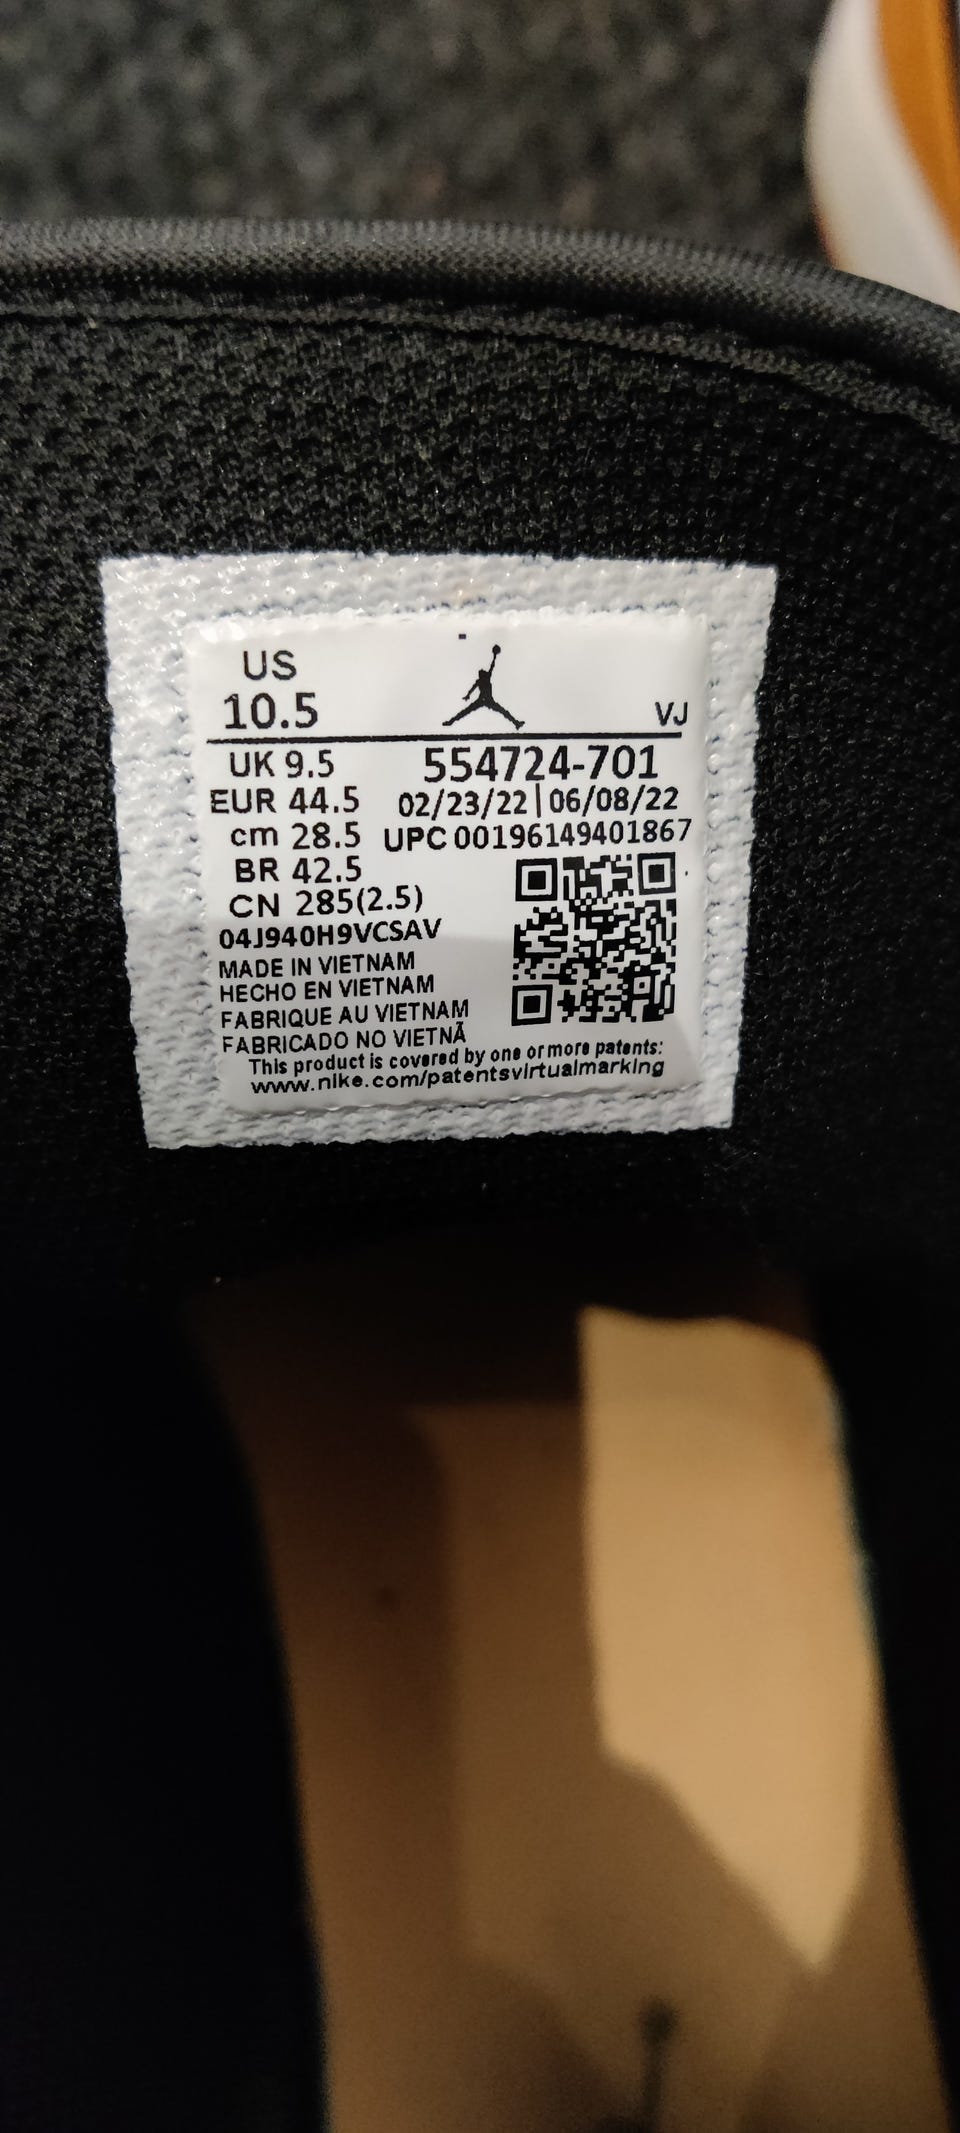 US
10.5
VJ
UK 9.5
554724-701
EUR 44.5
02/23/22|06/08/22
cm 28.5
UPC 00196149401867
BR 42.5
CN 285(2.5)
04J940H9VCSAV
MADE IN VIETNAM
HECHO EN VIETNAM
FABRIQUE AU VIETNAM
FABRICADO NO VIETNÃ
This product is covered by one or more patents:
www.nike.com/patentsvirtualmarking